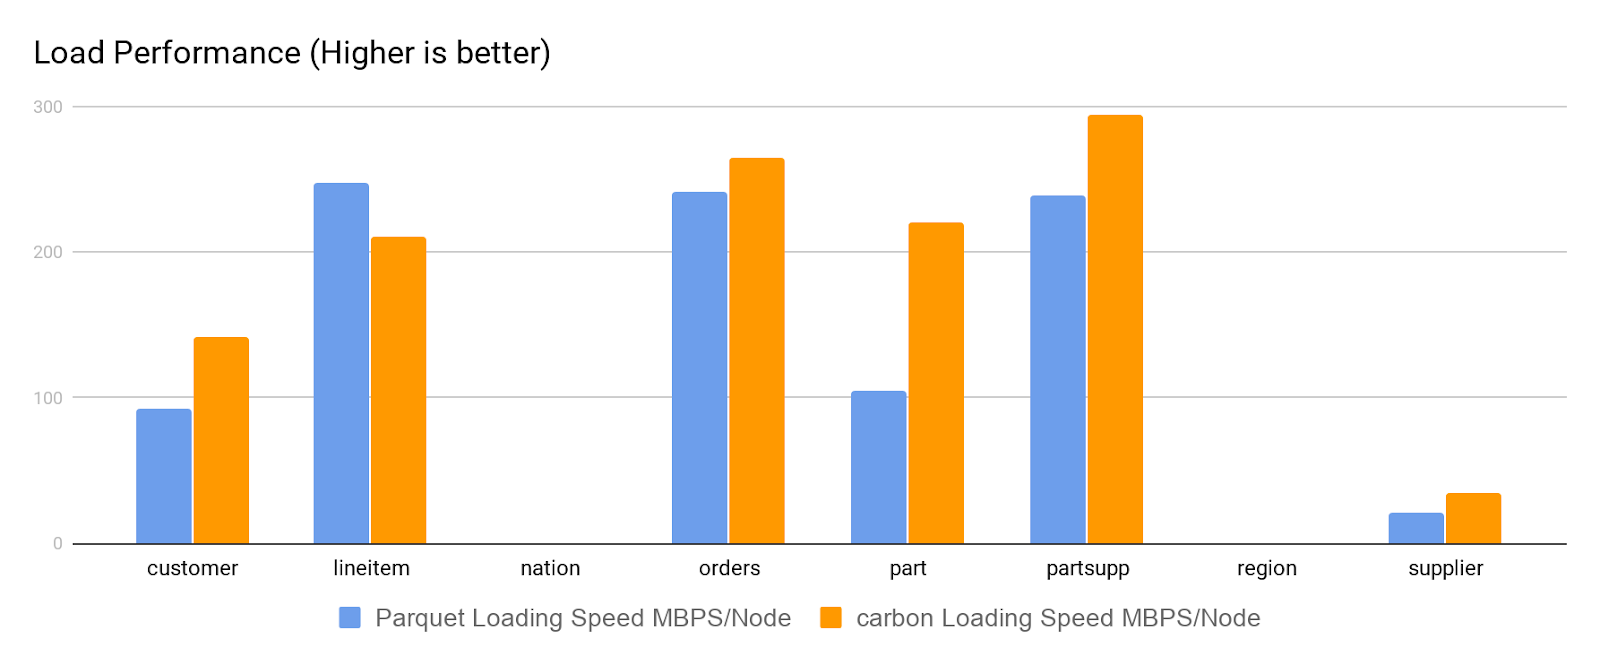 Load Performance (Higher is better)
300
200
100
0
customer lineitem nation orders part partsupp region supplier
Parquet Loading Speed MBPS/Node carbon Loading Speed MBPS/Node